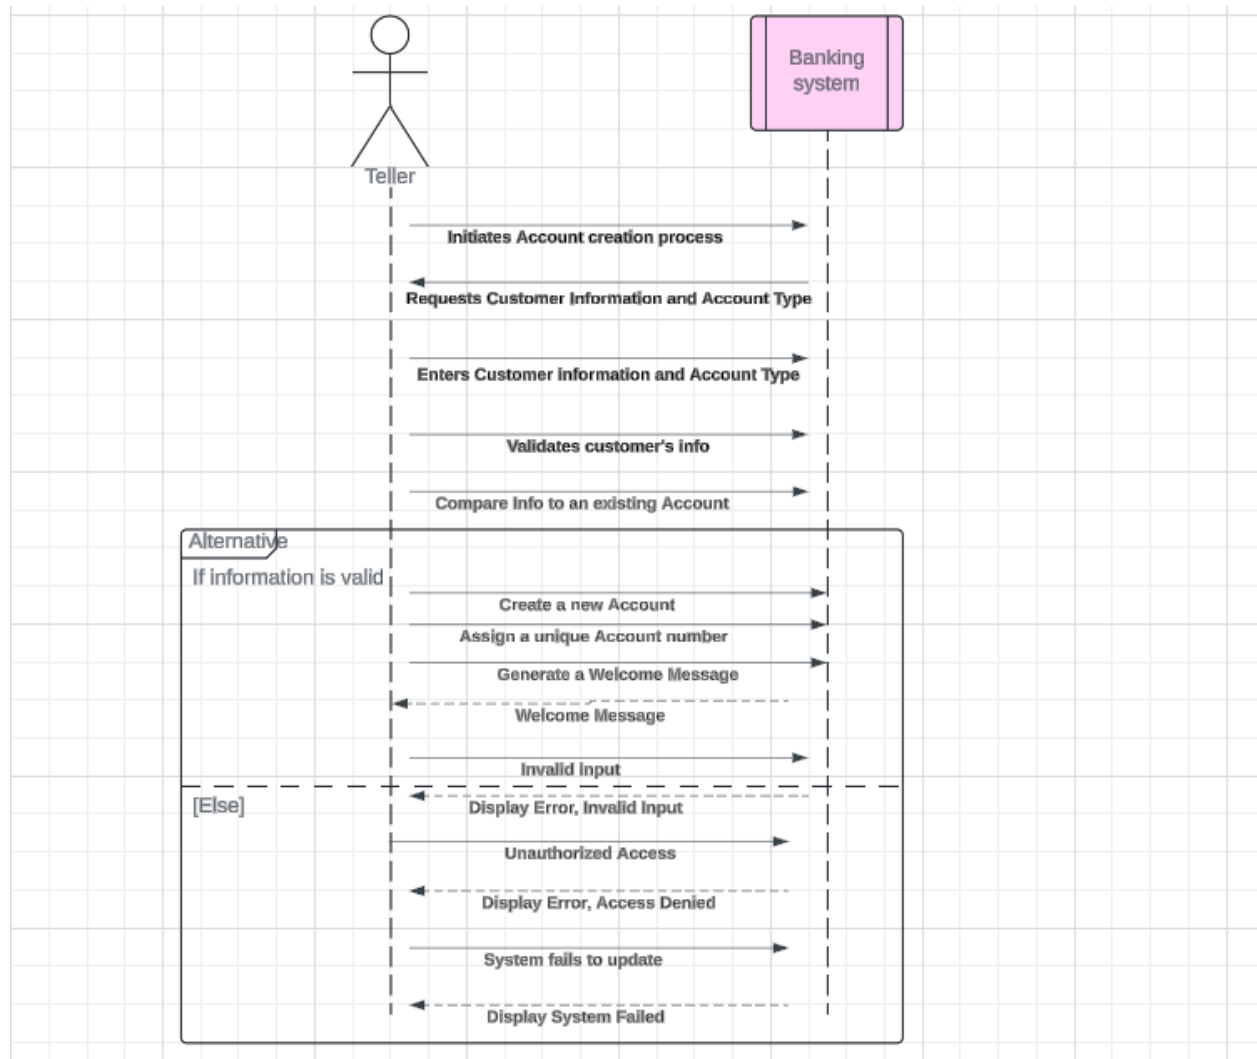 Banking
system
Teller
Initiates Account creation process
Requests Customer Information and Account Type
Enters Customer information and Account Type
Validates customer's info
Compare Info to an existing Account
Alternative
If information is valid
Create a new Account
Assign a unique Account number
Generate a Welcome Message
Welcome Message
Invalid input
[Else]
Display Error, Invalid Input
Unauthorized Access
Display Error, Access Denied
System fails to update
Display System Failed